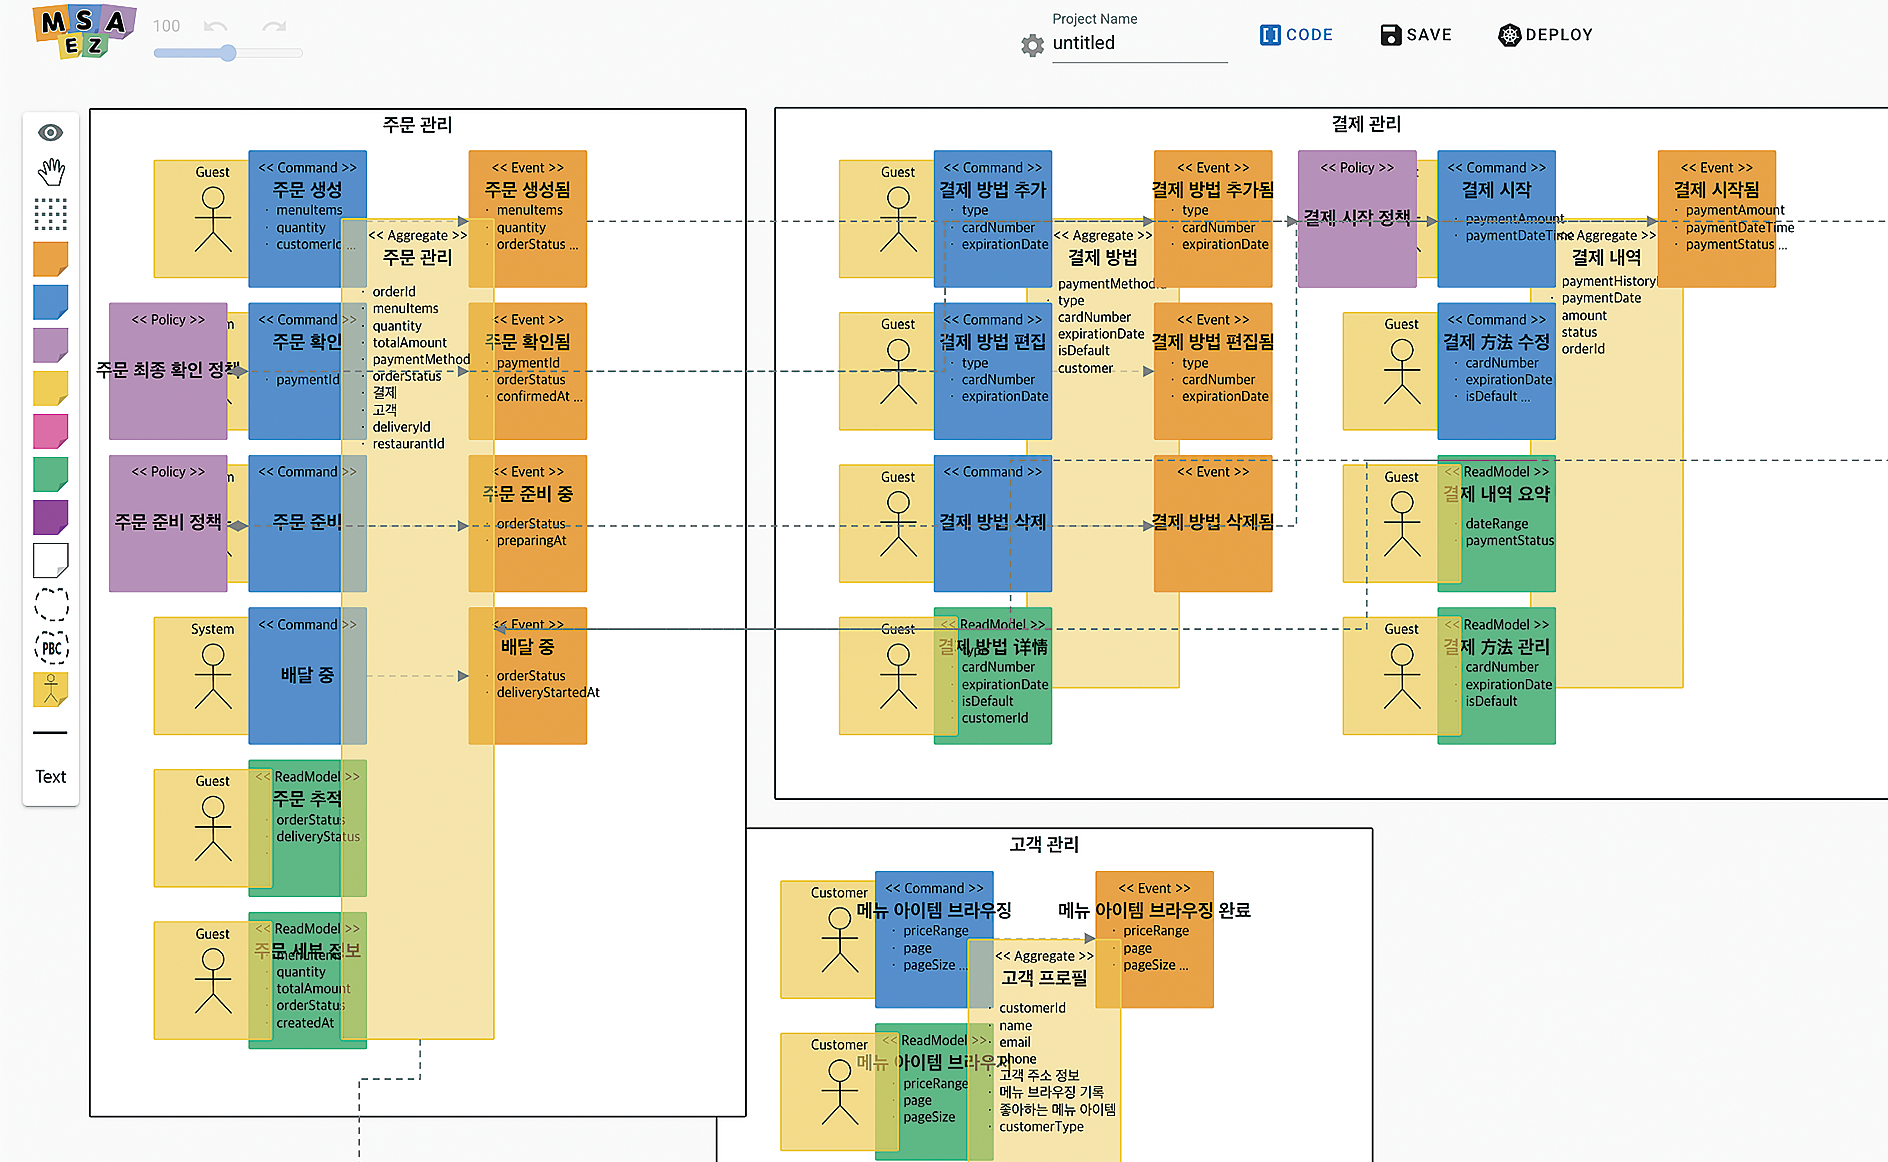 MSA
EZ
100
Project Name
untitled
CODE
SAVE
DEPLOY
PBC
Text
주문 관리
Guest
<< Command >>
주문 생성
menuItems
quantity
customerId ...
<< Event >>
주문 생성됨
menuItems
quantity
orderStatus ...
<< Aggregate >>
주문 관리
orderId
menuItems
quantity
totalAmount
paymentMethod
orderStatus
결제
고객
deliveryId
restaurantId
<< Policy >>
주문 최종 확인 정책
<< Command >>
주문 확인
paymentId
<< Event >>
주문 확인됨
paymentId
orderStatus
confirmedAt ...
<< Policy >>
주문 준비 정책
<< Command >>
주문 준비
<< Event >>
주문 준비 중
orderStatus
preparingAt
System
<< Command >>
배달 중
<< Event >>
배달 중
orderStatus
deliveryStartedAt
Guest
<< ReadModel >>
주문 추적
orderStatus
deliveryStatus
Guest
<< ReadModel >>
주문 세부 정보
menuItems
quantity
totalAmount
orderStatus
createdAt
결제 관리
Guest
<< Command >>
결제 방법 추가
type
cardNumber
expirationDate
<< Event >>
결제 방법 추가됨
type
cardNumber
expirationDate
<< Aggregate >>
결제 방법
type
cardNumber
expirationDate
isDefault
customer
Guest
<< Command >>
결제 방법 편집
type
cardNumber
expirationDate
<< Event >>
결제 방법 편집됨
type
cardNumber
expirationDate
Guest
<< Command >>
결제 방법 삭제
<< Event >>
결제 방법 삭제됨
Guest
<< ReadModel >>
결제 방법 详情
type
cardNumber
expirationDate
isDefault
customerId
<< Policy >>
결제 시작 정책
<< Command >>
결제 시작
paymentAmount
paymentDateTime
<< Event >>
결제 시작됨
paymentAmount
paymentDateTime
paymentStatus ...
<< Aggregate >>
결제 내역
paymentHistory
paymentDate
amount
status
orderId
Guest
<< Command >>
결제 方法 수정
cardNumber
expirationDate
isDefault ...
Guest
<< ReadModel >>
결제 내역 요약
dateRange
paymentStatus
Guest
<< ReadModel >>
결제 方法 관리
cardNumber
expirationDate
isDefault
고객 관리
Customer
<< Command >>
메뉴 아이템 브라우징
priceRange
page
pageSize ...
<< Event >>
메뉴 아이템 브라우징 완료
priceRange
page
pageSize ...
<< Aggregate >>
고객 프로필
customerId
name
email
phone
고객 주소 정보
메뉴 브라우징 기록
좋아하는 메뉴 아이템
customerType
Customer
<< ReadModel >>
메뉴 아이템 브라우저
priceRange
page
pageSize